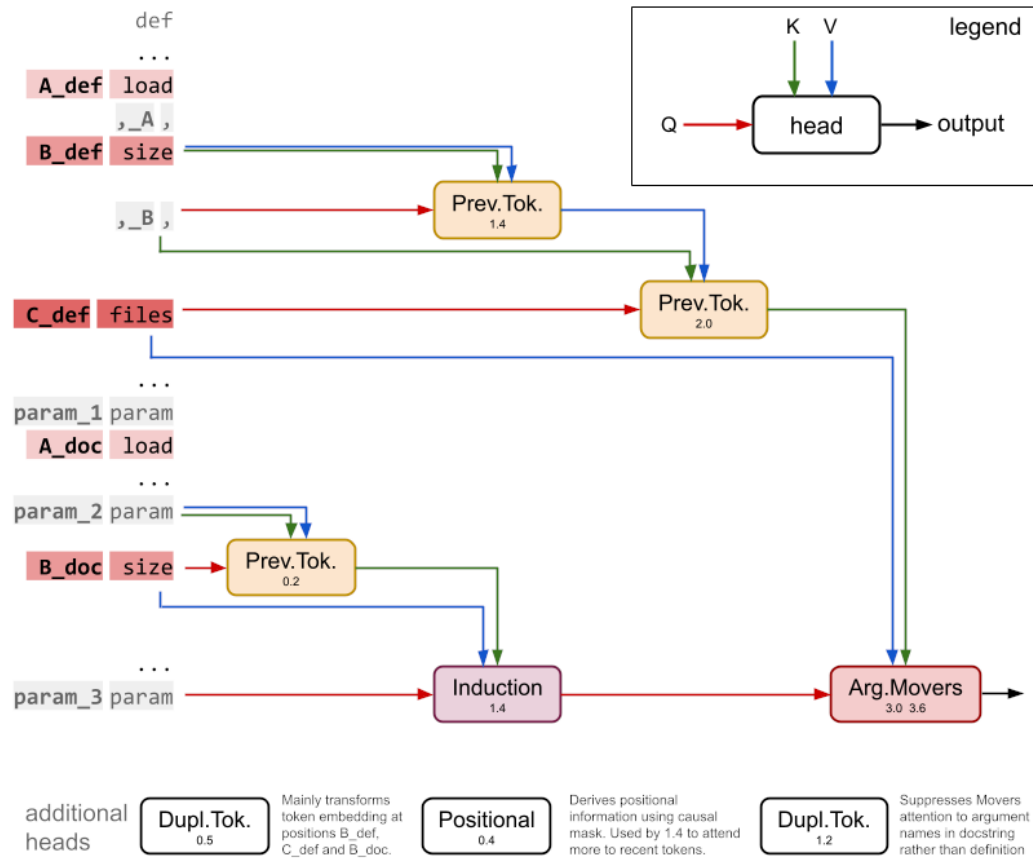 def
...
A_def load
,_A ,
B_def size
,_B ,
C_def files
...
param_1 param
A_doc load
...
param_2 param
B_doc size
...
param_3 param
Prev.Tok.
1.4
Prev.Tok.
2.0
Prev.Tok.
0.2
Induction
1.4
Arg.Movers
3.0 3.6
legend
K V
Q head output
additional
heads
Dupl.Tok.
0.5
Mainly transforms
token embedding at
positions B_def,
C_def and B_doc.
Positional
0.4
Derives positional
information using causal
mask. Used by 1.4 to attend
more to recent tokens.
Dupl.Tok.
1.2
Suppresses Movers
attention to argument
names in docstring
rather than definition